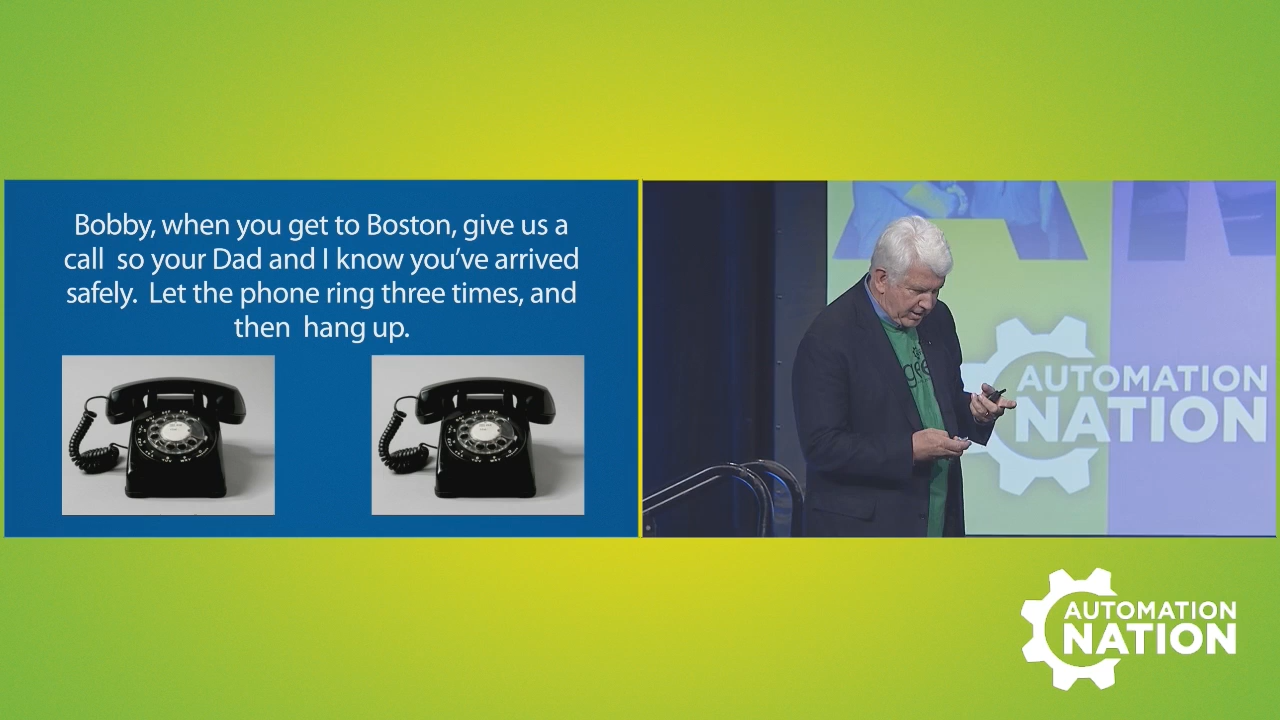 Bobby, when you get to Boston, give us a
call  so your Dad and I know you’ve arrived
safely.  Let the phone ring three times, and
then  hang up.
AUTOMATION
NATION
AUTOMATION
NATION